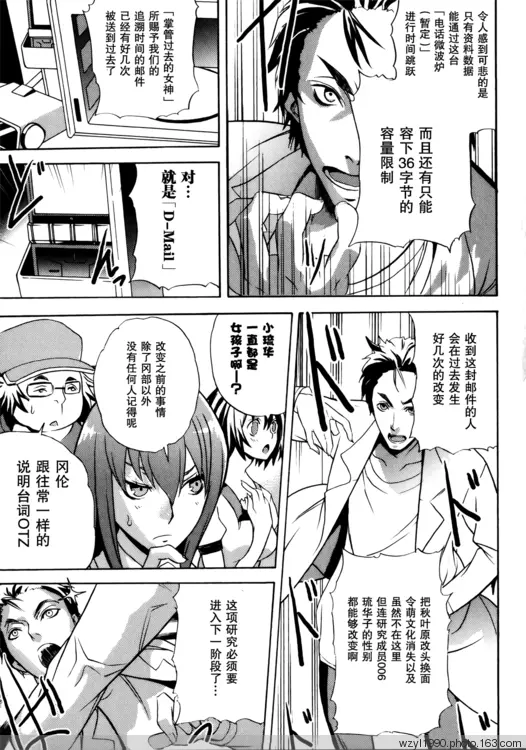 令人感到可悲的是
只有资料数据
能通过这台
「电话微波炉
（暂定）」
进行时间跳跃
而且还有只能
容下36字节的
容量限制
「掌管过去的女神」
所赐予我们的
追溯时间的邮件
已经有好几次
被送到过去了
对…
就是「D-Mail」
收到这封邮件的人
会在过去发生
好几次的改变
把秋叶原改头换面
令萌文化消失以及
虽然不在这里
但连研究成员006
琉华子的性别
都能够改变啊
小琉华
一直都是
女孩子啊—？
改变之前的事情
除了冈部以外
没有任何人记得呢
冈伦
跟往常一样的
说明台词OTZ
这项研究必须要
进入下一阶段了…
http://wzyl1990.photo.163.com